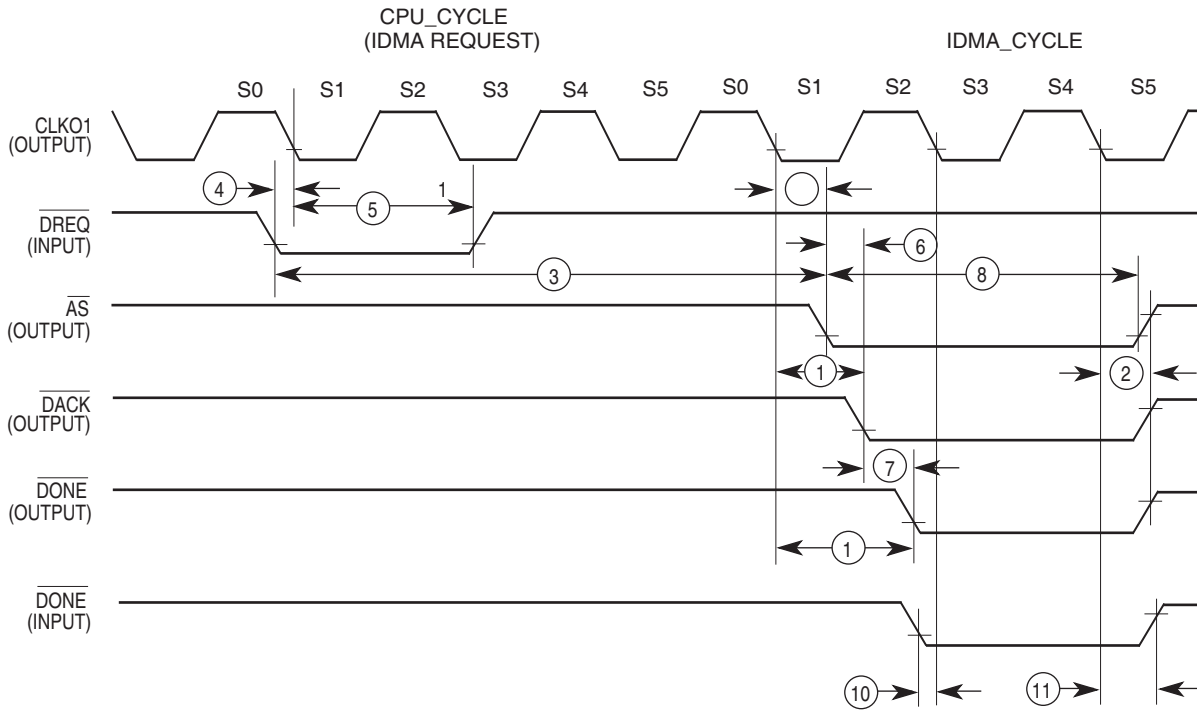 CPU_CYCLE
(IDMA REQUEST)
IDMA_CYCLE
S0 S1 S2 S3 S4 S5 S0 S1 S2 S3 S4 S5
CLKO1
(OUTPUT)
4
5
1
DREQ
(INPUT)
6
3
8
AS
(OUTPUT)
1
2
DACK
(OUTPUT)
7
DONE
(OUTPUT)
1
DONE
(INPUT)
10
11